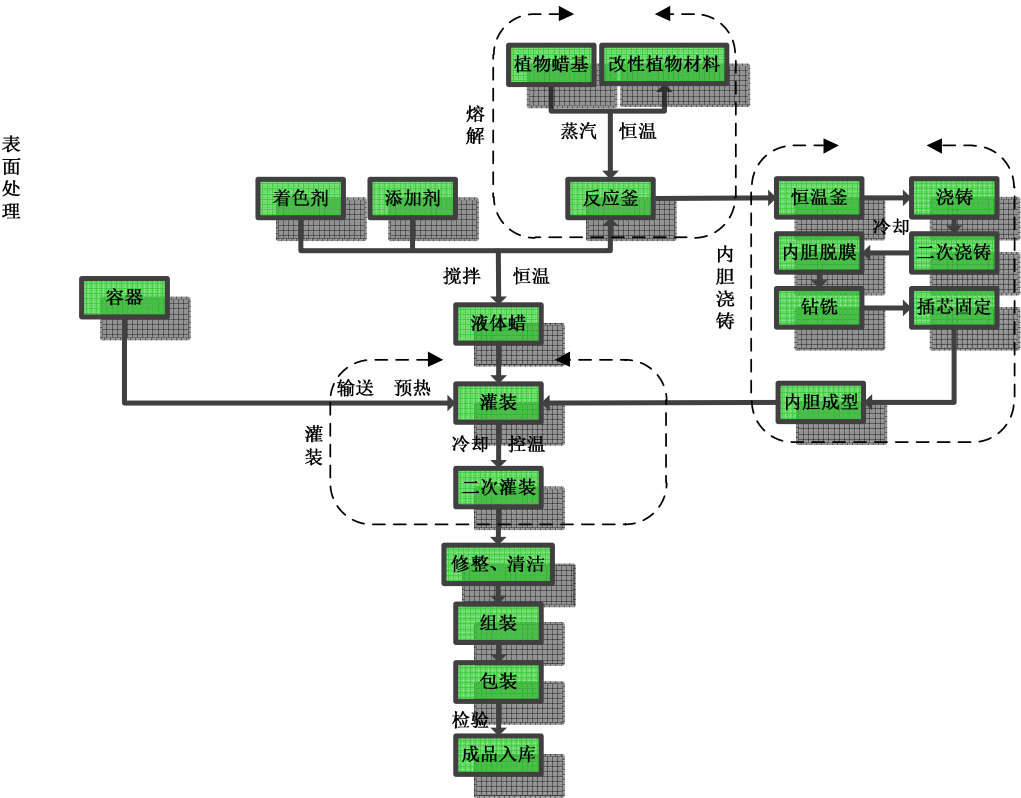 植物蜡基
改性植物材料
熔解
蒸汽 恒温
表面处理
着色剂
添加剂
反应釜
恒温釜
浇铸
冷却
内胆脱膜
二次浇铸
内胆浇铸
搅拌 恒温
容器
钻铣
插芯固定
液体蜡
输送 预热
灌装
内胆成型
灌装
冷却 控温
二次灌装
修整、清洁
组装
包装
检验
成品入库